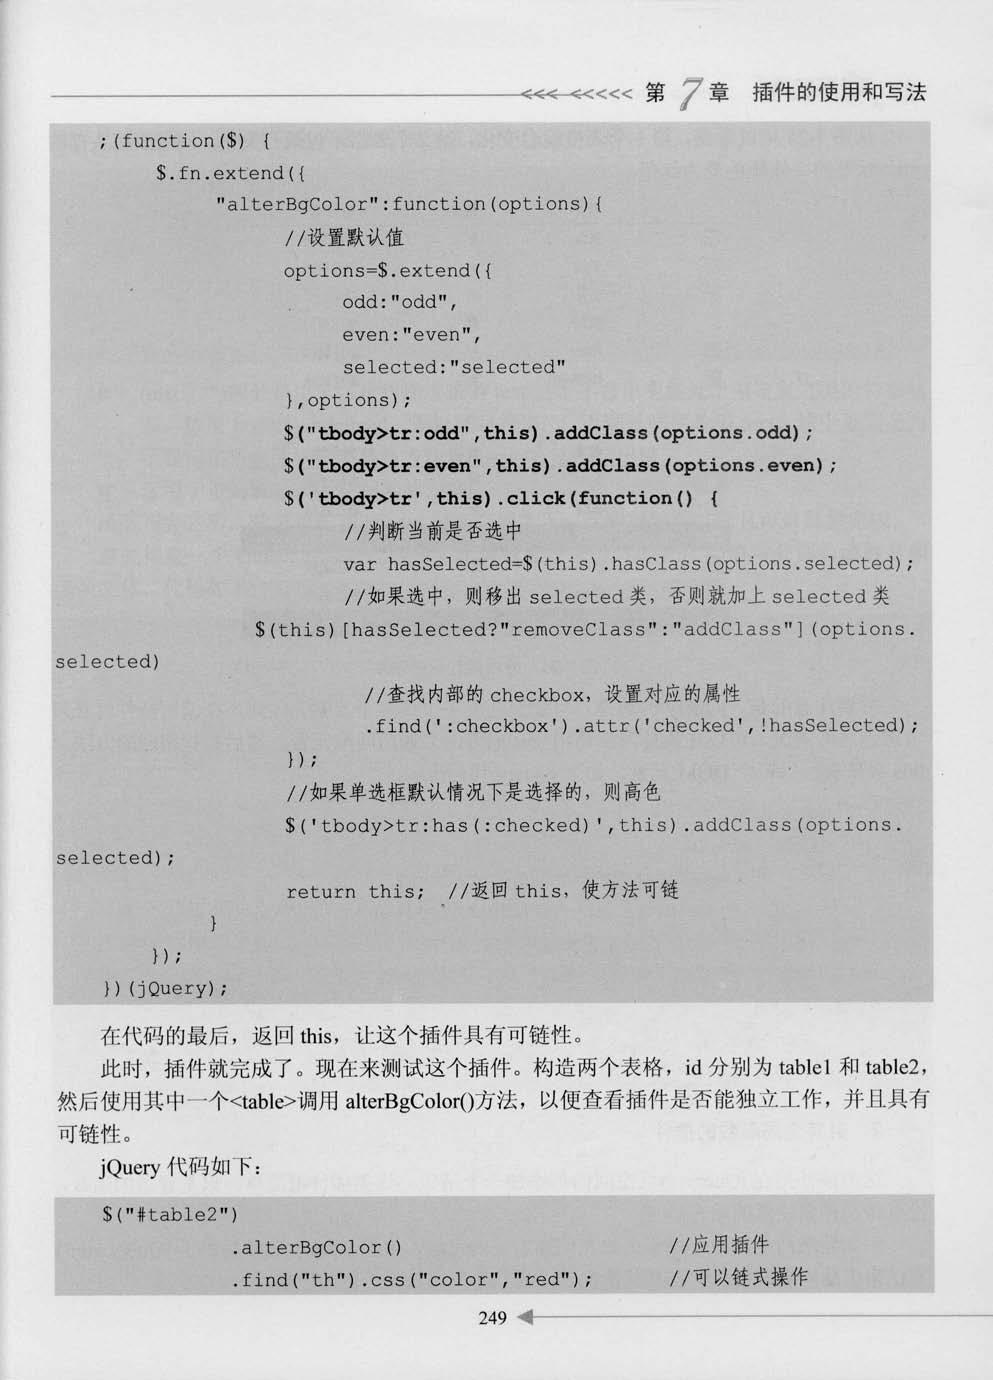 <<< <<<<< 第 7 章 插件的使用和写法
;(function($) {
$.fn.extend({
"alterBgColor":function(options){
//设置默认值
options=$.extend({
odd:"odd",
even:"even",
selected:"selected"
},options);
$("tbody>tr:odd",this).addClass(options.odd);
$("tbody>tr:even",this).addClass(options.even);
$('tbody>tr',this).click(function() {
//判断当前是否选中
var hasSelected=$(this).hasClass(options.selected);
//如果选中，则移出 selected 类，否则就加上 selected 类
$(this)[hasSelected?"removeClass":"addClass"](options.
selected)
//查找内部的 checkbox，设置对应的属性
.find(':checkbox').attr('checked',!hasSelected);
});
//如果单选框默认情况下是选择的，则高色
$('tbody>tr:has(:checked)',this).addClass(options.
selected);
return this; //返回 this，使方法可链
}
});
})(jQuery);
在代码的最后，返回 this，让这个插件具有可链性。
此时，插件就完成了。现在来测试这个插件。构造两个表格，id 分别为 table1 和 table2，
然后使用其中一个<table>调用 alterBgColor()方法，以便查看插件是否能独立工作，并且具有
可链性。
jQuery 代码如下：
$("#table2")
.alterBgColor() //应用插件
.find("th").css("color","red"); //可以链式操作
249